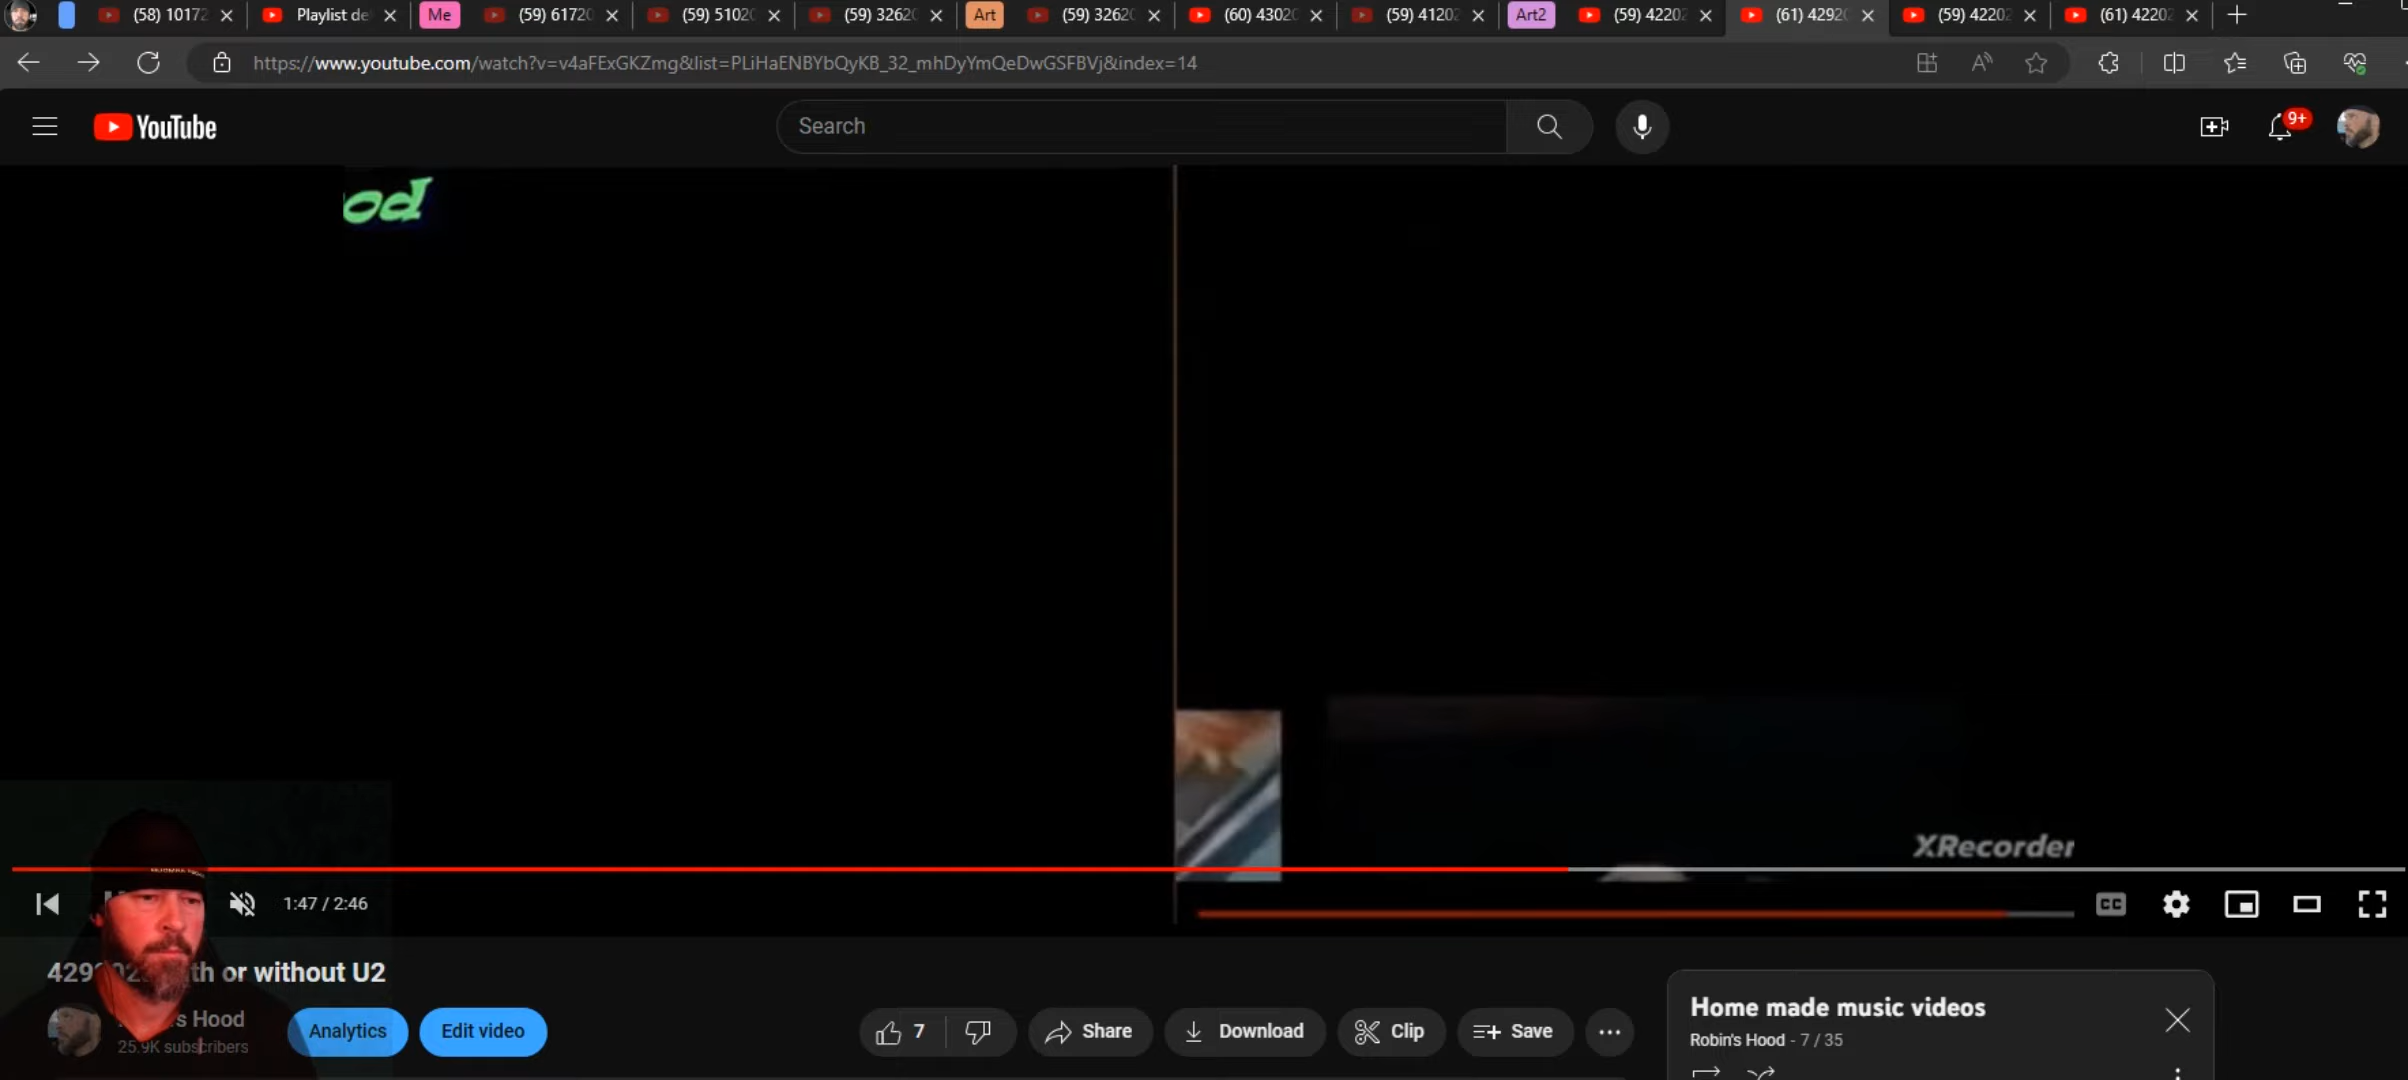 (58) 10172
Playlist de
Me
(59) 61720
(59) 51020
(59) 32620
Art
(59) 32620
(60) 43020
(59) 41202
Art2
(59) 42202
(61) 42920
(59) 42202
(61) 42202
https://www.youtube.com/watch?v=v4aFExGKZmg&list=PLiHaENBYbQyKB_32_mhDyYmQeDwGSFBVj&index=14
YouTube
Search
9+
od
XRecorder
1:47 / 2:46
CC
or without U2
Hood
25.9K subscribers
Analytics
Edit video
7
Share
Download
Clip
Save
Home made music videos
Robin's Hood - 7 / 35